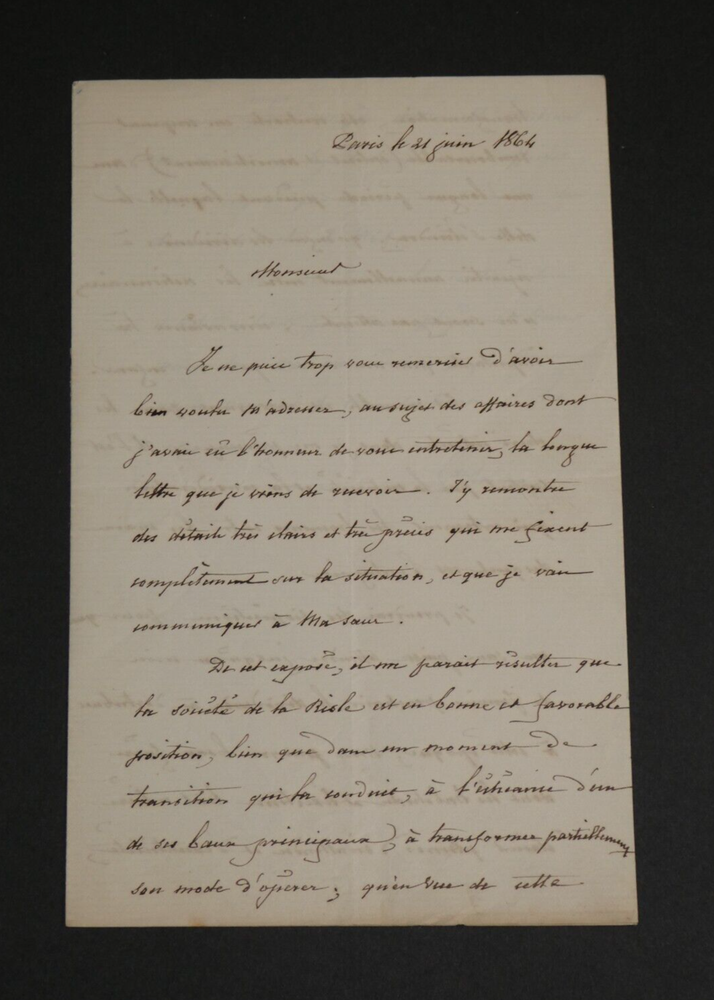 Paris le 21 juin 1864
Monsieur
Je ne puis trop vous remercier d'avoir
bien voulu m'adresser, au sujet des affaires dont
j'avais eû l'honneur de vous entretenir, la longue
lettre que je viens de recevoir. J'y rencontre
des détails très clairs et très précis qui me fixent
complètement sur la situation, et que je vais
communiquer à Ma sœur.
De cet exposé, il me parait résulter que
la société de la Risle est en bonne et favorable
position, bien que dans un moment de
transition qui la conduit, à l'échéance d'un
de ses baux principaux, à transformer partiellement
son mode d'opérer; qu'en vue de cette